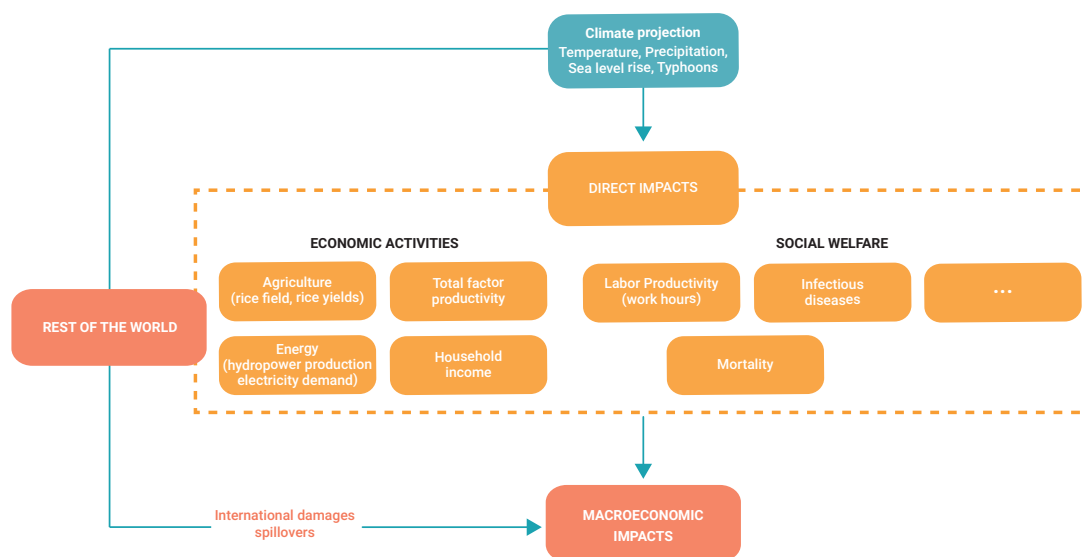 Climate projection
Temperature, Precipitation,
Sea level rise, Typhoons
DIRECT IMPACTS
ECONOMIC ACTIVITIES
SOCIAL WELFARE
Agriculture
(rice field, rice yields)
Total factor
productivity
Labor Productivity
(work hours)
Infectious
diseases
...
REST OF THE WORLD
Energy
(hydropower production
electricity demand)
Household
income
Mortality
International damages
spillovers
MACROECONOMIC
IMPACTS